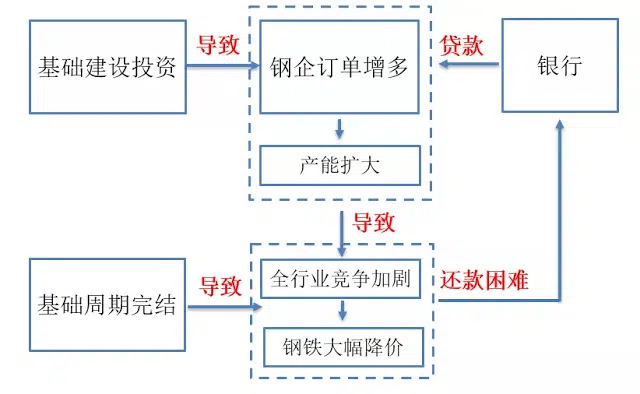 基础建设投资
导致
钢企订单增多
贷款
银行
产能扩大
导致
基础周期完结
导致
全行业竞争加剧
还款困难
钢铁大幅降价